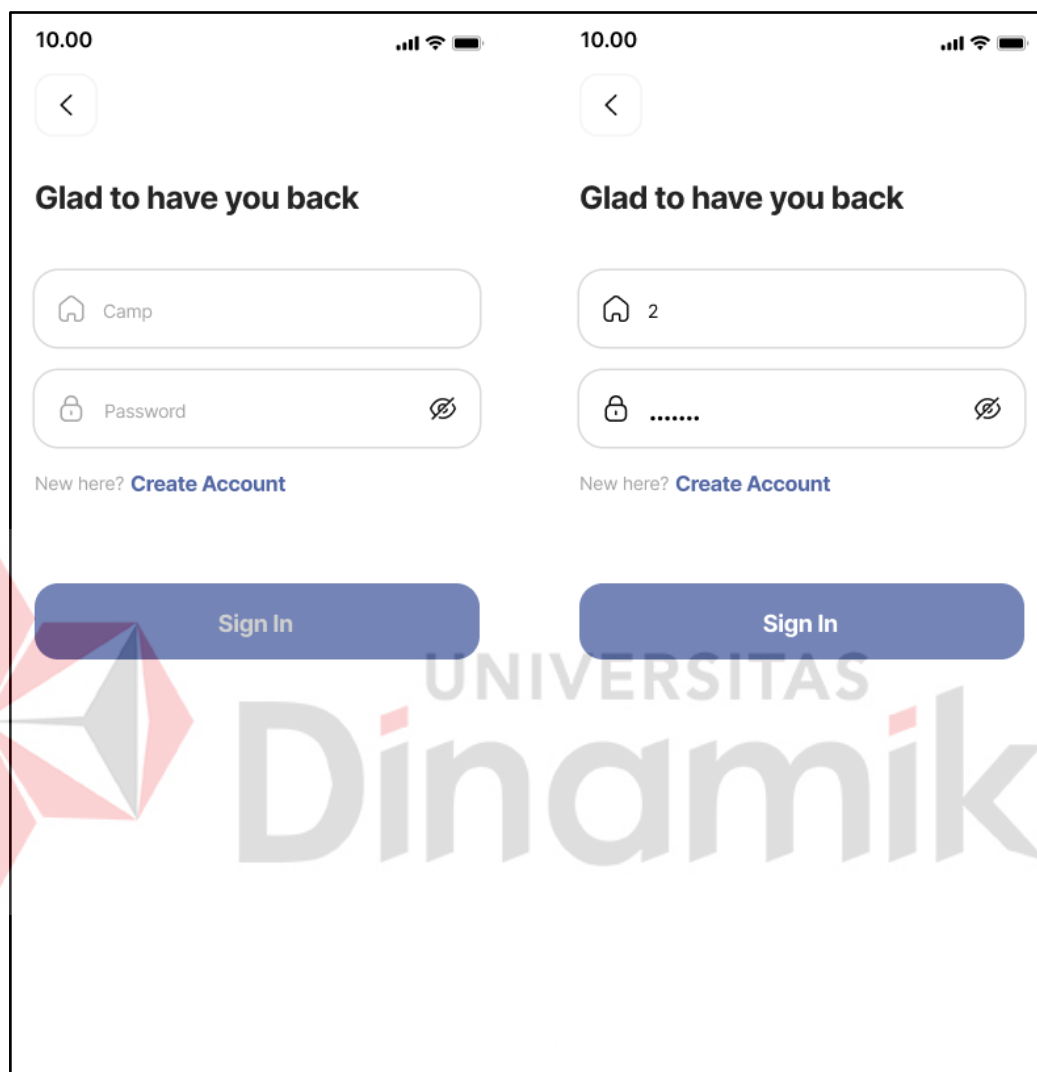 10.00
Glad to have you back
Camp
Password
New here? Create Account
Sign In
10.00
Glad to have you back
2
.......
New here? Create Account
Sign In
UNIVERSITAS
Dinamik